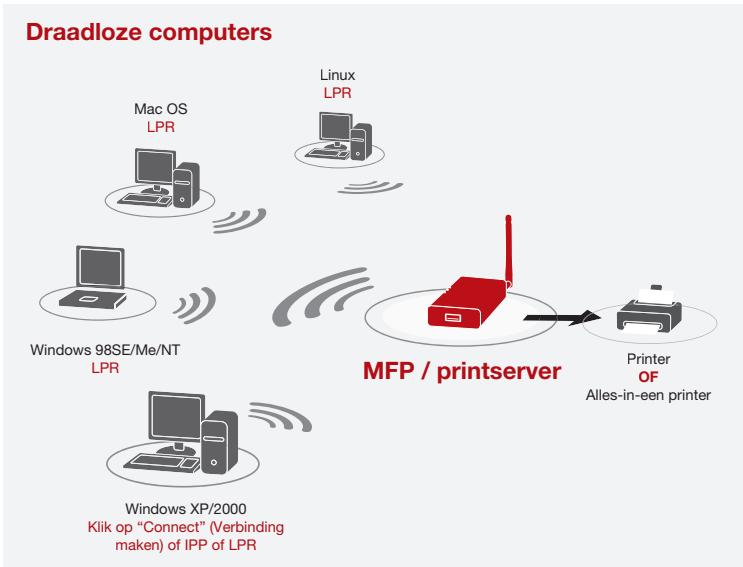 Draadloze computers
Linux
LPR
Mac OS
LPR
Windows 98SE/Me/NT
LPR
MFP / printserver
Printer
OF
Alles-in-een printer
Windows XP/2000
Klik op “Connect” (Verbinding
maken) of IPP of LPR